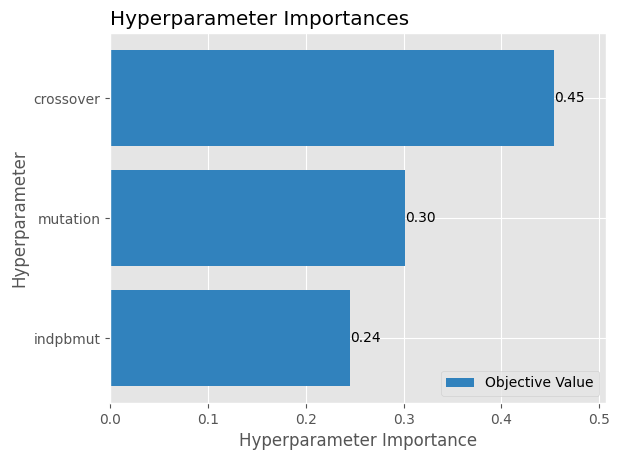 Hyperparameter Importances
Hyperparameter
crossover
0.45
mutation
0.30
indpbmut
0.24
Objective Value
0.0 0.1 0.2 0.3 0.4 0.5
Hyperparameter Importance